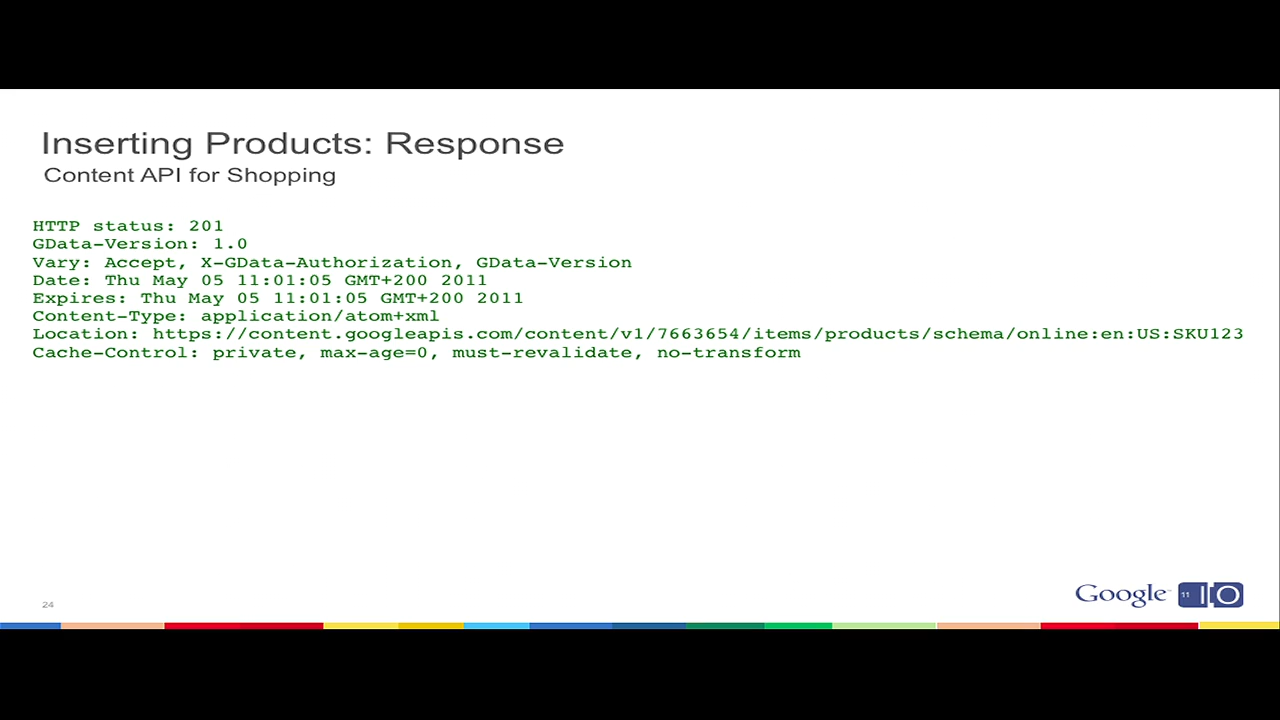 Inserting Products: Response
Content API for Shopping
HTTP status: 201
GData-Version: 1.0
Vary: Accept, X-GData-Authorization, GData-Version
Date: Thu May 05 11:01:05 GMT+200 2011
Expires: Thu May 05 11:01:05 GMT+200 2011
Content-Type: application/atom+xml
Location: https://content.googleapis.com/content/v1/7663654/items/products/schema/online:en:US:SKU123
Cache-Control: private, max-age=0, must-revalidate, no-transform
24
Google 11 IO